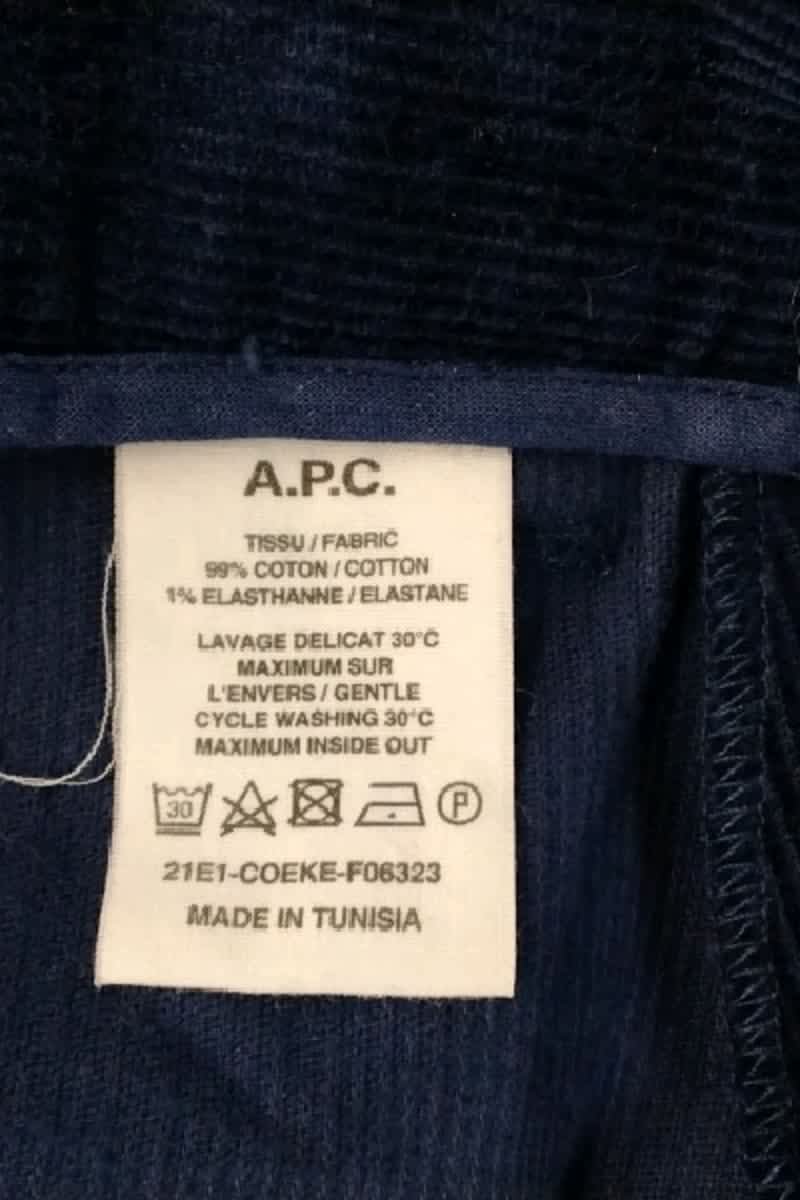 A.P.C.
TISSU / FABRIC
99% COTON / COTTON
1% ELASTHANNE / ELASTANE
LAVAGE DELICAT 30°C
MAXIMUM SUR
L'ENVERS / GENTLE
CYCLE WASHING 30°C
MAXIMUM INSIDE OUT
30 P
21E1-COEKE-F06323
MADE IN TUNISIA